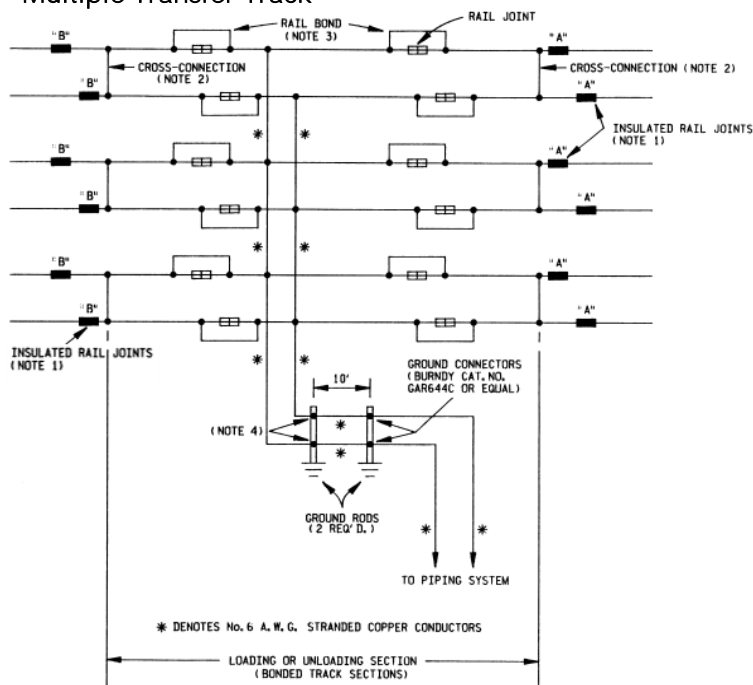 Multiple Transfer Track
RAIL BOND
(NOTE 3)
RAIL JOINT
"B"
"A"
CROSS-CONNECTION
(NOTE 2)
CROSS-CONNECTION (NOTE 2)
"B"
"A"
INSULATED RAIL JOINTS
(NOTE 1)
* *
"B"
"A"
"B"
"A"
* *
"B"
"A"
"B"
"A"
INSULATED RAIL JOINTS
(NOTE 1)
* *
10'
GROUND CONNECTORS
(BURNDY CAT. NO.
GAR644C OR EQUAL)
(NOTE 4)
*
*
GROUND RODS
(2 REQ'D.)
* *
TO PIPING SYSTEM
* DENOTES No. 6 A.W.G. STRANDED COPPER CONDUCTORS
LOADING OR UNLOADING SECTION
(BONDED TRACK SECTIONS)